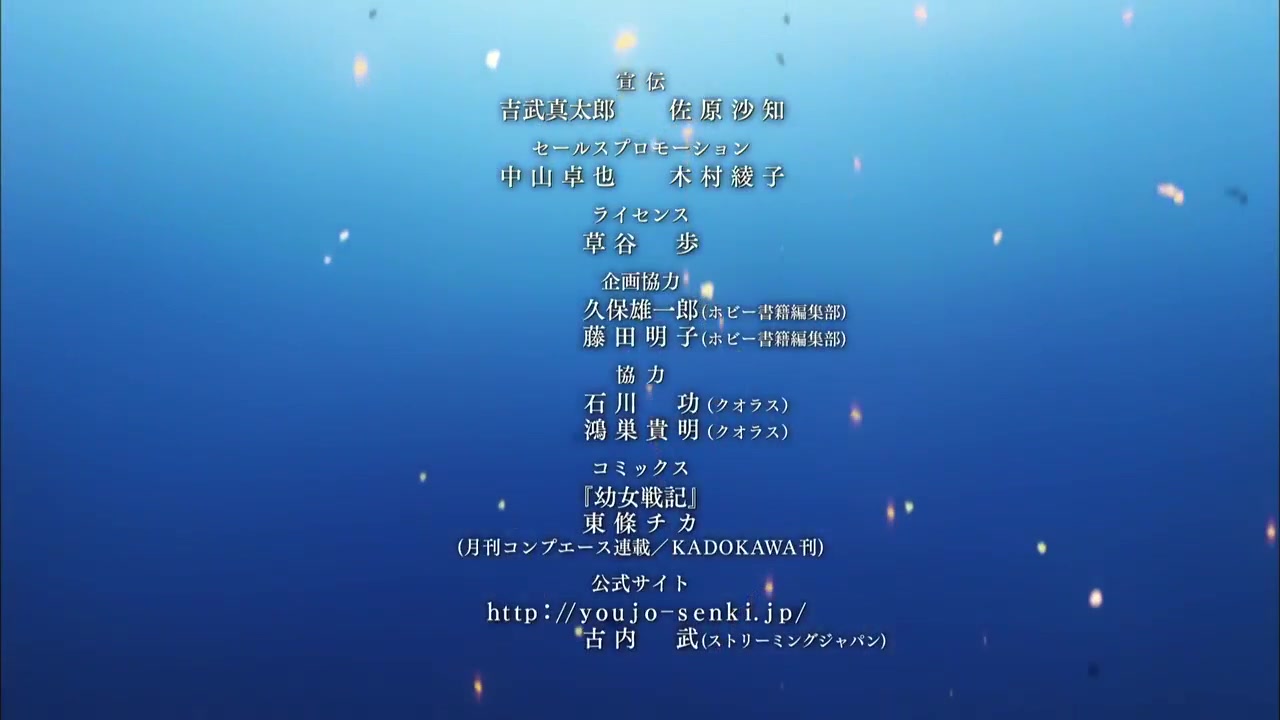 宣伝
吉武真太郎　佐原沙知
セールスプロモーション
中山卓也　木村綾子
ライセンス
草谷　歩
企画協力
久保雄一郎(ホビー書籍編集部)
藤田明子(ホビー書籍編集部)
協力
石川　功(クオラス)
鴻巣貴明(クオラス)
コミックス
『幼女戦記』
東條チカ
(月刊コンプエース連載／KADOKAWA刊)
公式サイト
http://youjo-senki.jp/
古内　武(ストリーミングジャパン)